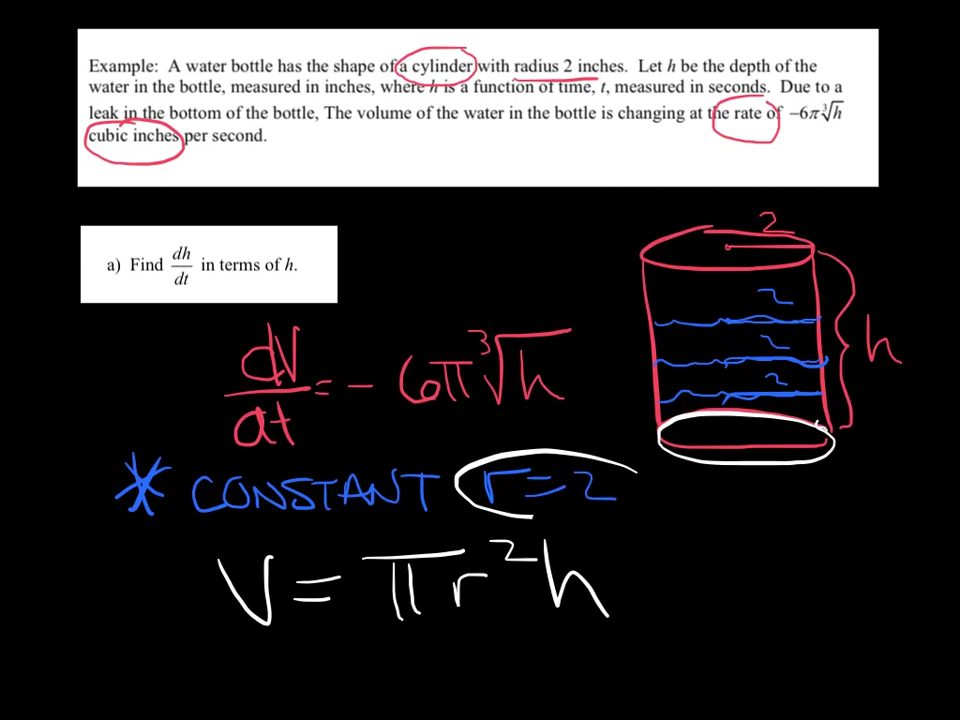 Example: A water bottle has the shape of a cylinder with radius 2 inches. Let h be the depth of the
water in the bottle, measured in inches, where h is a function of time, t, measured in seconds. Due to a
leak in the bottom of the bottle, The volume of the water in the bottle is changing at the rate of −6π∛h
cubic inches per second.
a) Find dh/dt in terms of h.
2
2
2
2
h
dV/dt = − 6π∛h
* CONSTANT r=2
V = πr²h